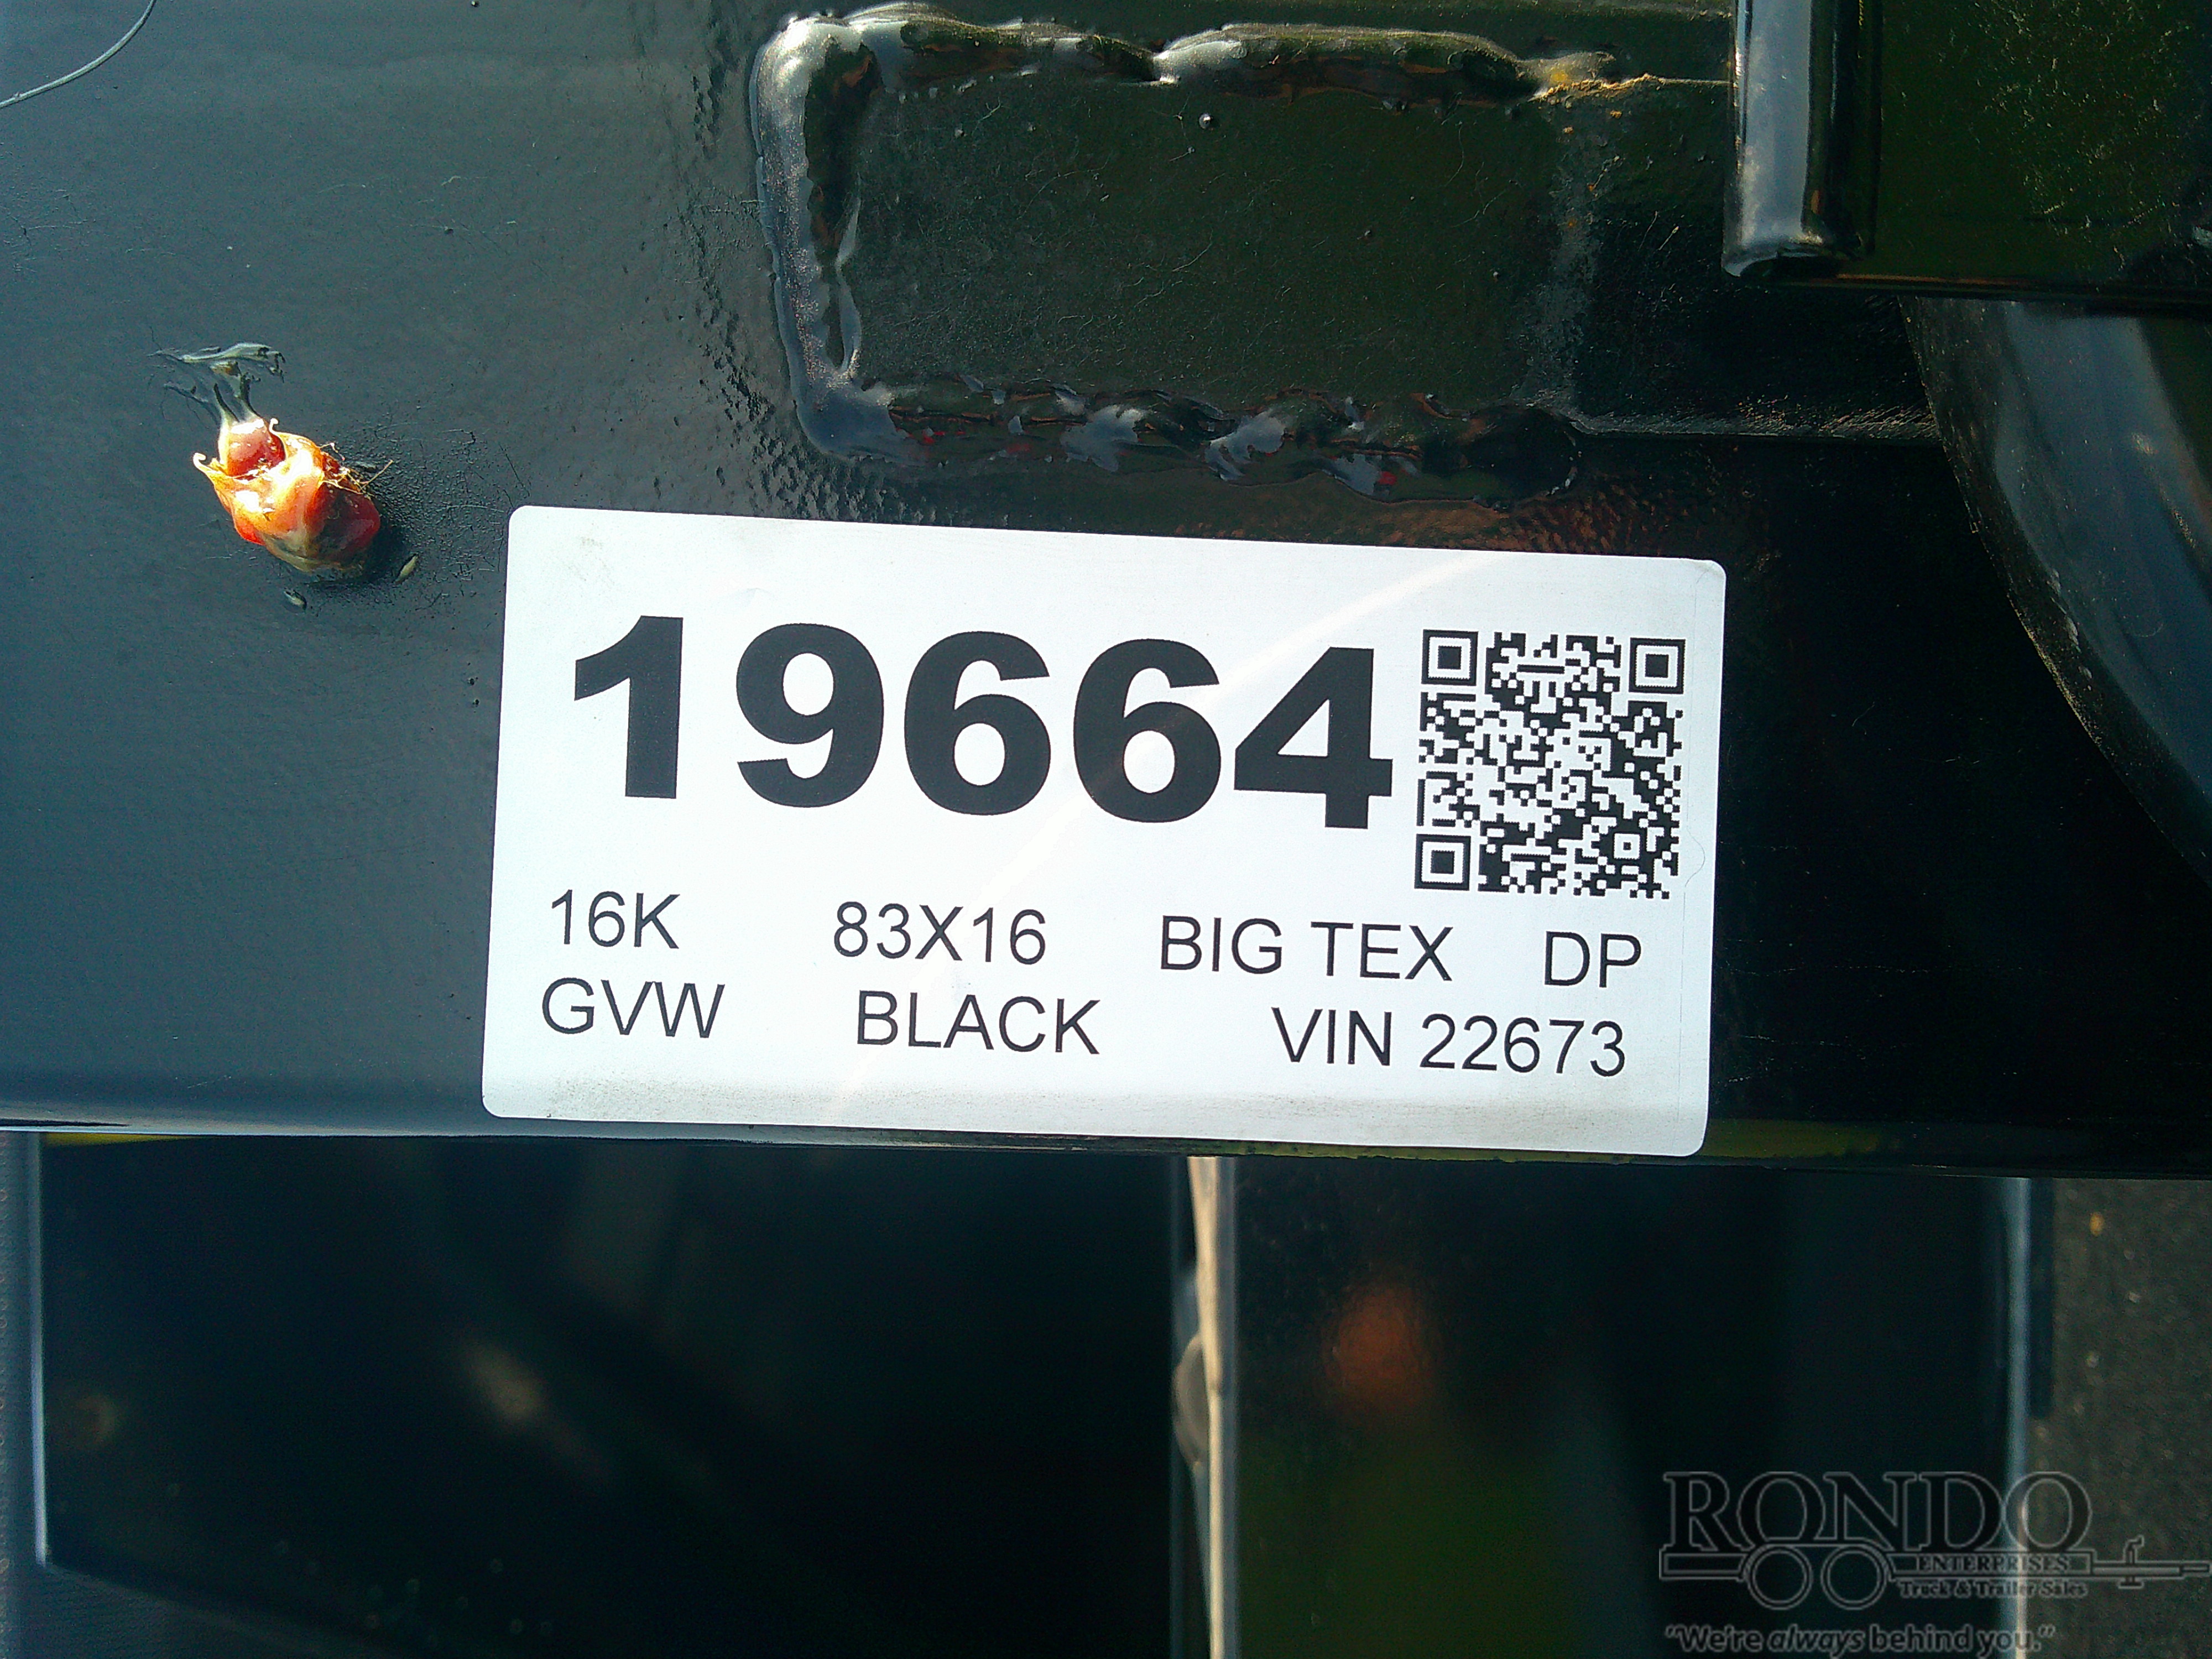 19664
16K 83X16 BIG TEX DP
GVW BLACK VIN 22673
RONDO
ENTERPRISES
Truck & Trailer Sales
"We're always behind you."